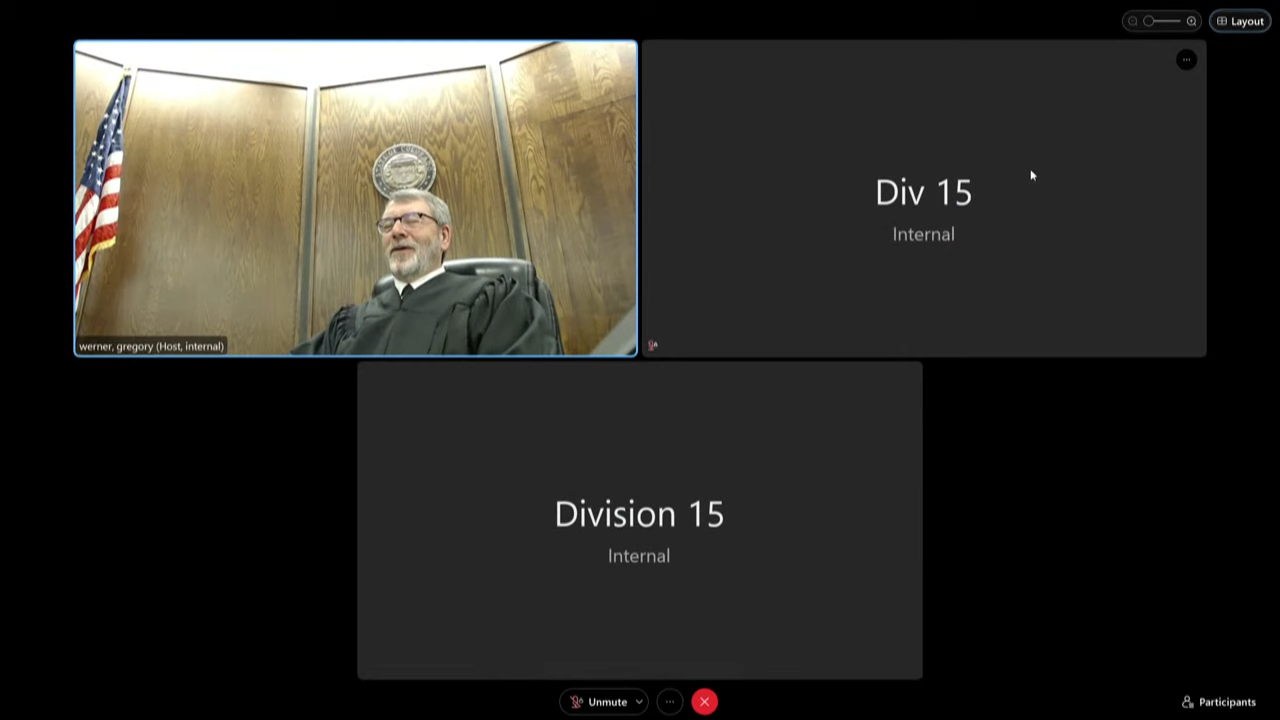 Layout
werner, gregory (Host, internal)
Div 15
Internal
Division 15
Internal
Unmute
Participants